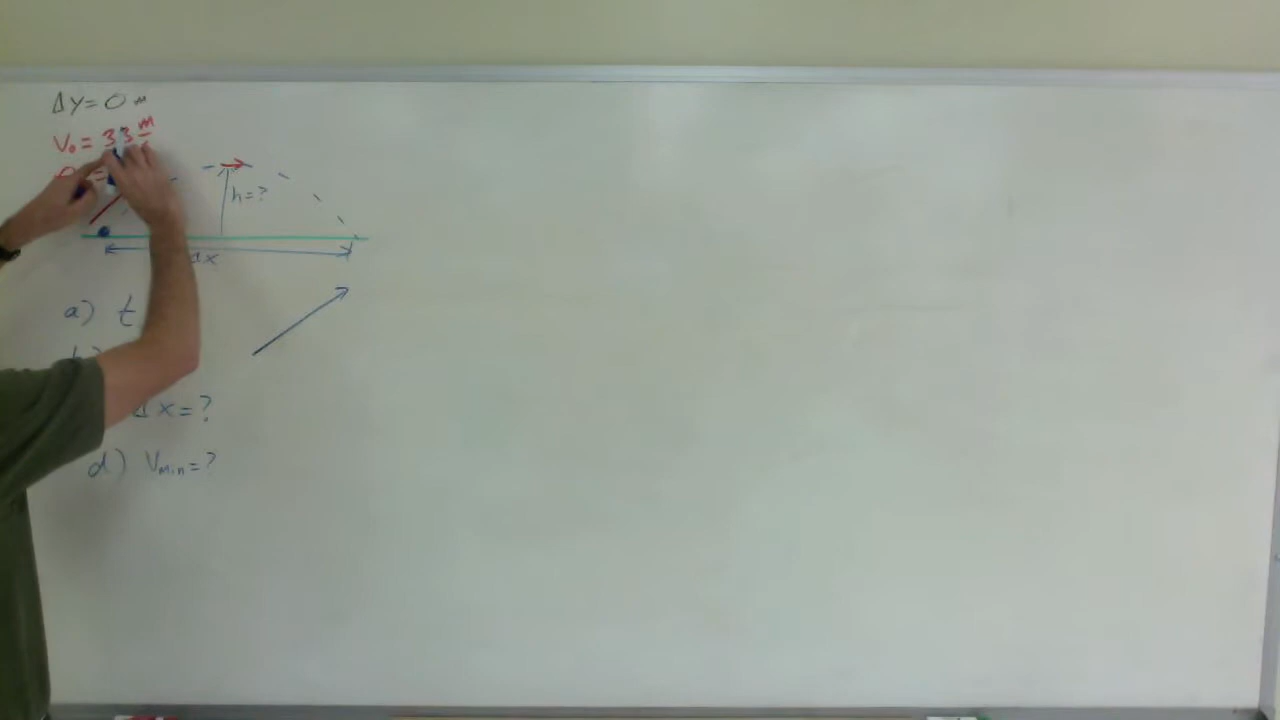 Δy = 0 m
V₀ = 33 m
θ =
h = ?
Δx
a) t
b)
Δx = ?
d) Vmin = ?